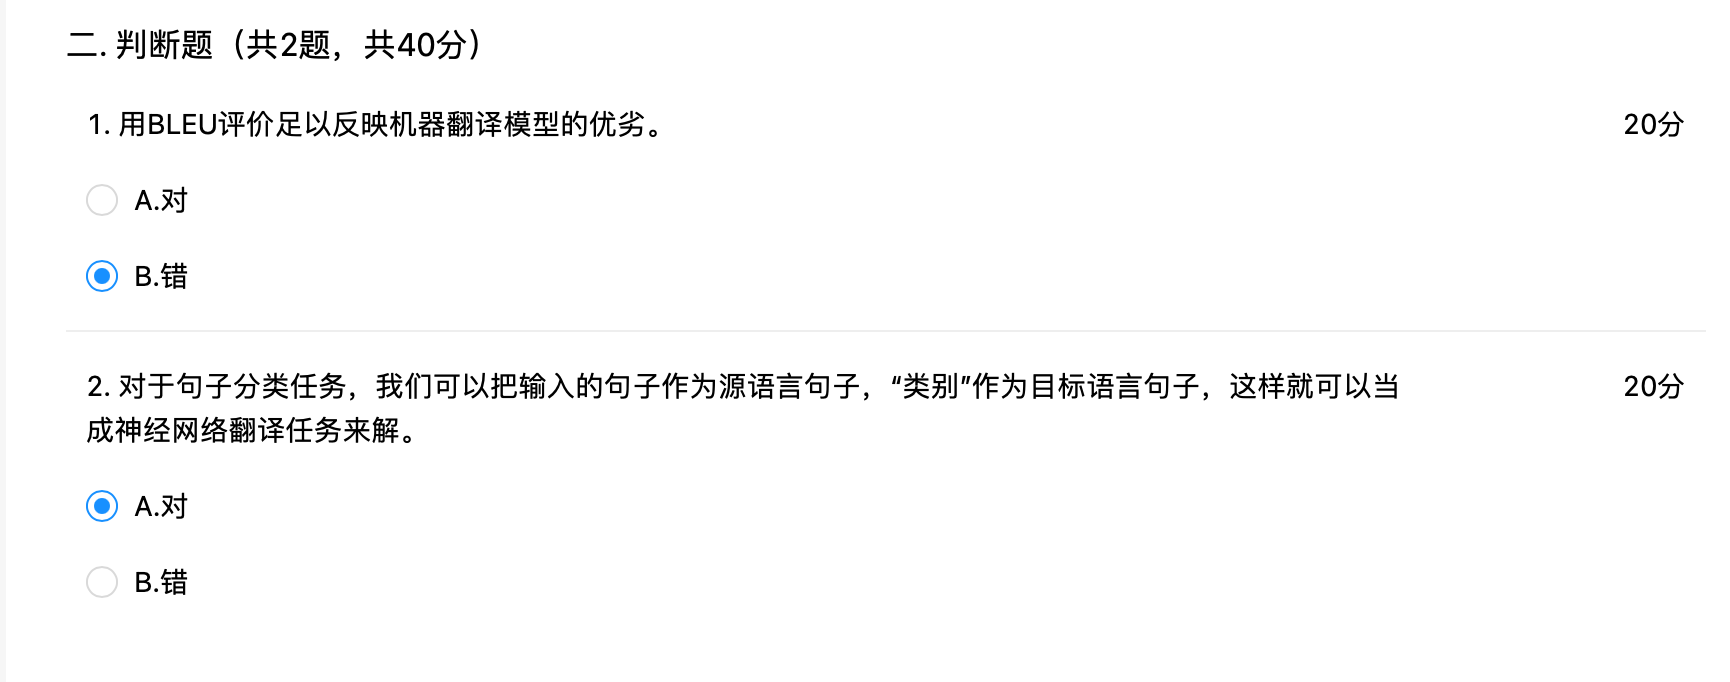 二. 判断题（共2题，共40分）
1. 用BLEU评价足以反映机器翻译模型的优劣。 20分
A.对
B.错
2. 对于句子分类任务，我们可以把输入的句子作为源语言句子，“类别”作为目标语言句子，这样就可以当 20分
成神经网络翻译任务来解。
A.对
B.错